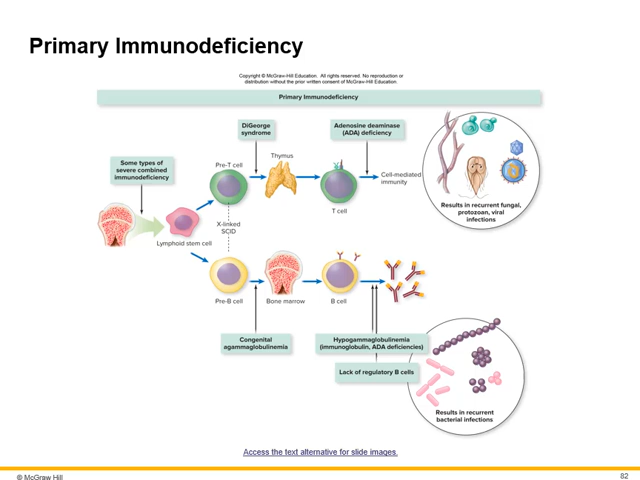 Primary Immunodeficiency
Copyright © McGraw-Hill Education. All rights reserved. No reproduction or
distribution without the prior written consent of McGraw-Hill Education.
Primary Immunodeficiency
DiGeorge
syndrome
Adenosine deaminase
(ADA) deficiency
Some types of
severe combined
immunodeficiency
Pre-T cell
Thymus
Cell-mediated
immunity
T cell
Results in recurrent fungal,
protozoan, viral
infections
X-linked
SCID
Lymphoid stem cell
Pre-B cell
Bone marrow
B cell
Congenital
agammaglobulinemia
Hypogammaglobulinemia
(immunoglobulin, ADA deficiencies)
Lack of regulatory B cells
Results in recurrent
bacterial infections
Access the text alternative for slide images.
© McGraw Hill
82